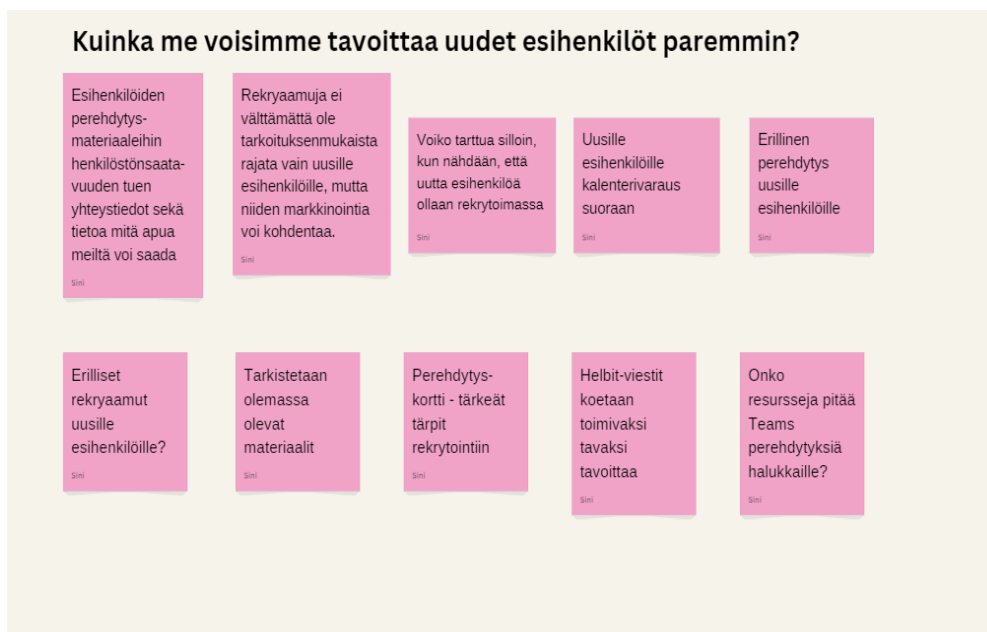 Kuinka me voisimme tavoittaa uudet esihenkilöt paremmin?
Esihenkilöiden
perehdytys-
materiaaleihin
henkilöstönsaata-
vuuden tuen
yhteystiedot sekä
tietoa mitä apua
meiltä voi saada
Sini
Rekryaamuja ei
välttämättä ole
tarkoituksenmukaista
rajata vain uusille
esihenkilöille, mutta
niiden markkinointia
voi kohdentaa.
Sini
Voiko tarttua silloin,
kun nähdään, että
uutta esihenkilöä
ollaan rekrytoimassa
Sini
Uusille
esihenkilöille
kalenterivaraus
suoraan
Sini
Erillinen
perehdytys
uusille
esihenkilöille
Sini
Erilliset
rekryaamut
uusille
esihenkilöille?
Sini
Tarkistetaan
olemassa
olevat
materiaalit
Sini
Perehdytys-
kortti - tärkeät
tärpit
rekrytointiin
Sini
Helbit-viestit
koetaan
toimivaksi
tavaksi
tavoittaa
Sini
Onko
resursseja pitää
Teams
perehdytyksiä
halukkaille?
Sini